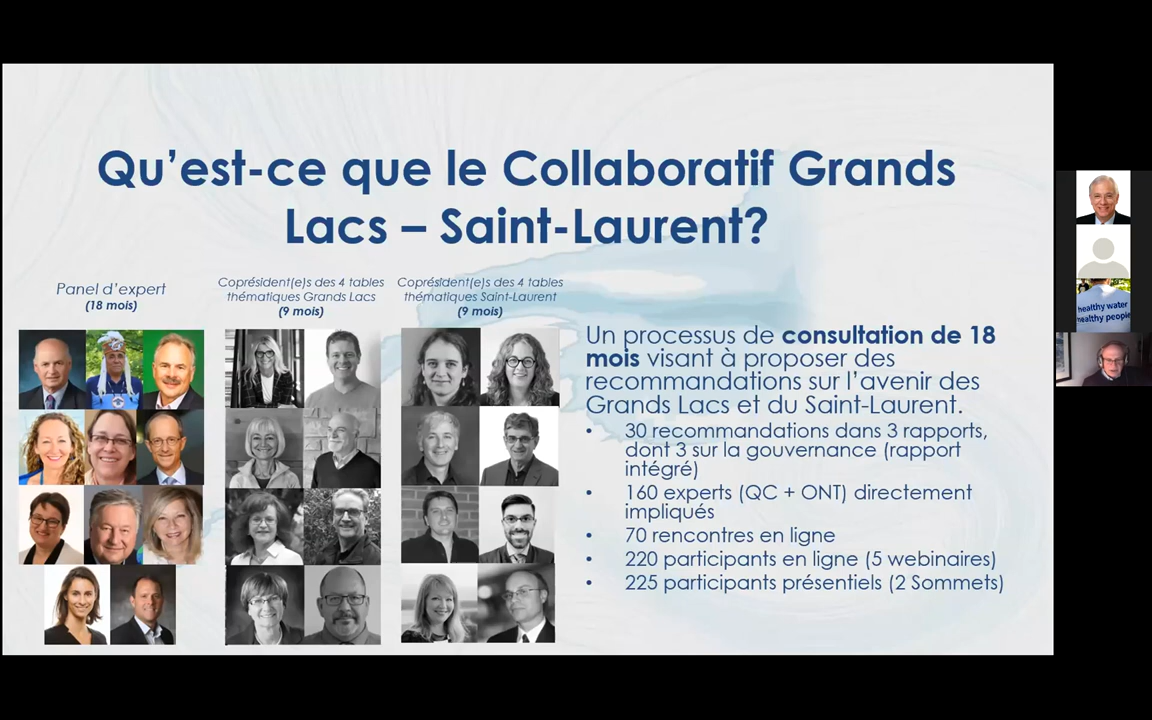 Qu'est-ce que le Collaboratif Grands
Lacs – Saint-Laurent?
Panel d'expert
(18 mois)
Coprésident(e)s des 4 tables
thématiques Grands Lacs
(9 mois)
Coprésident(e)s des 4 tables
thématiques Saint-Laurent
(9 mois)
Un processus de consultation de 18
mois visant à proposer des
recommandations sur l'avenir des
Grands Lacs et du Saint-Laurent.
• 30 recommandations dans 3 rapports,
dont 3 sur la gouvernance (rapport
intégré)
• 160 experts (QC + ONT) directement
impliqués
• 70 rencontres en ligne
• 220 participants en ligne (5 webinaires)
• 225 participants présentiels (2 Sommets)
healthy water
healthy people